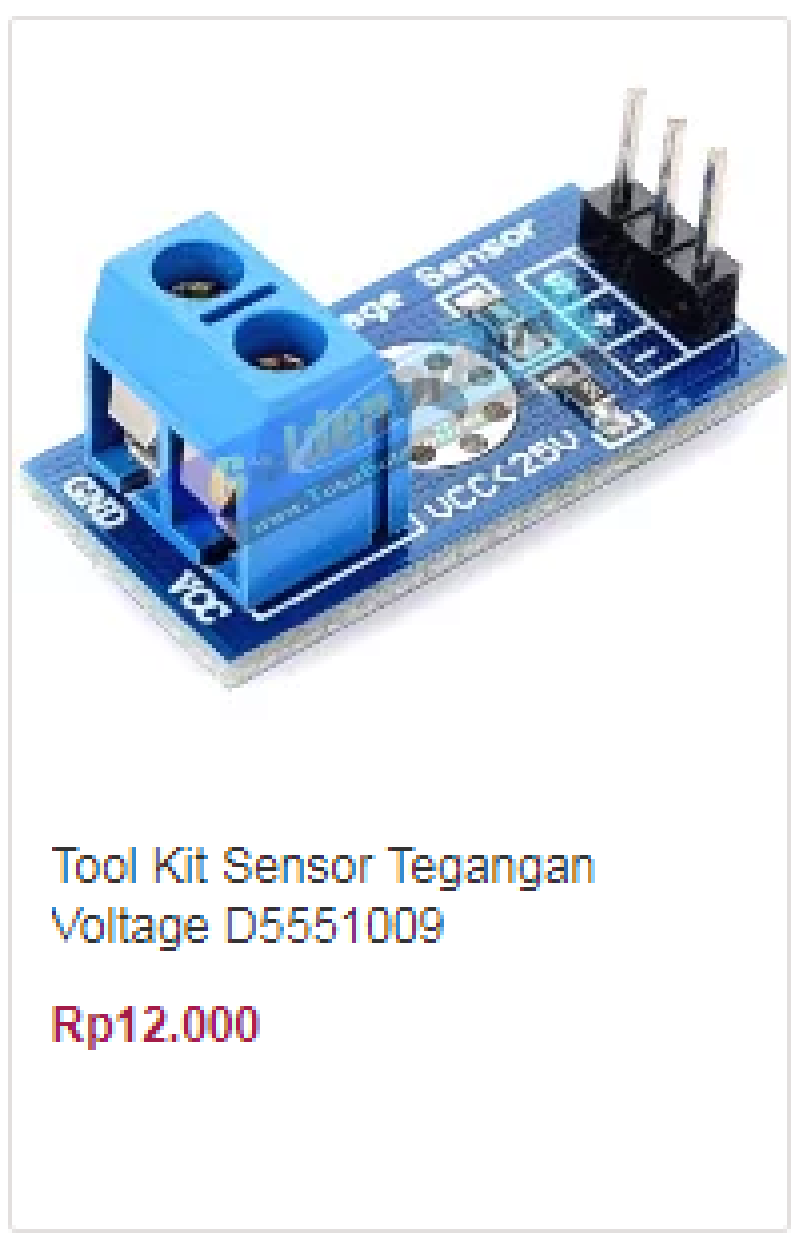 Sensor
S
+
-
VCC<25V
GND
VCC
Tool Kit Sensor Tegangan
Voltage D5551009
Rp12.000